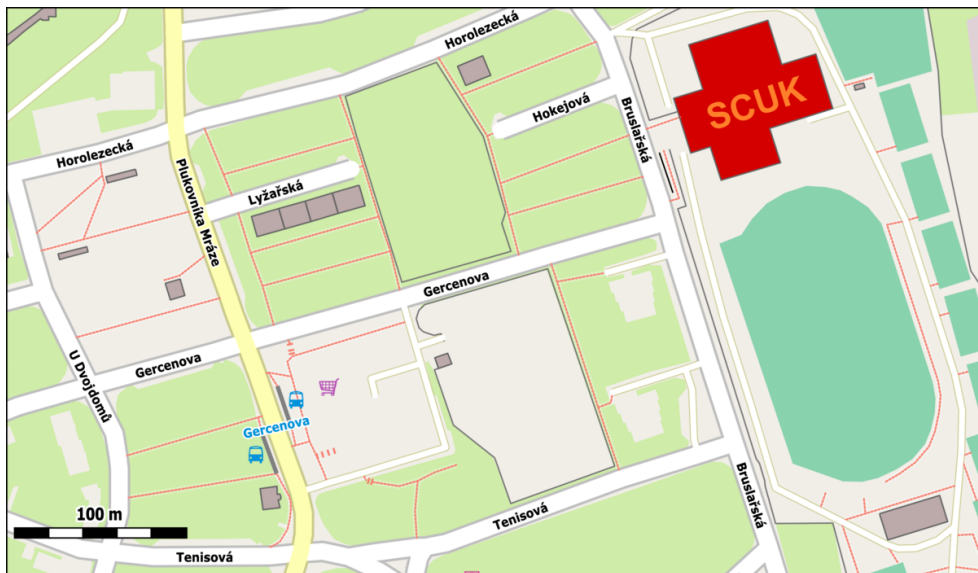 Horolezecká
SCUK
Hokejová
Bruslařská
Horolezecká
Lyžařská
Plukovníka Mráze
Gercenova
Gercenova
U Dvojdomů
Gercenova
Bruslařská
100 m
Tenisová
Tenisová